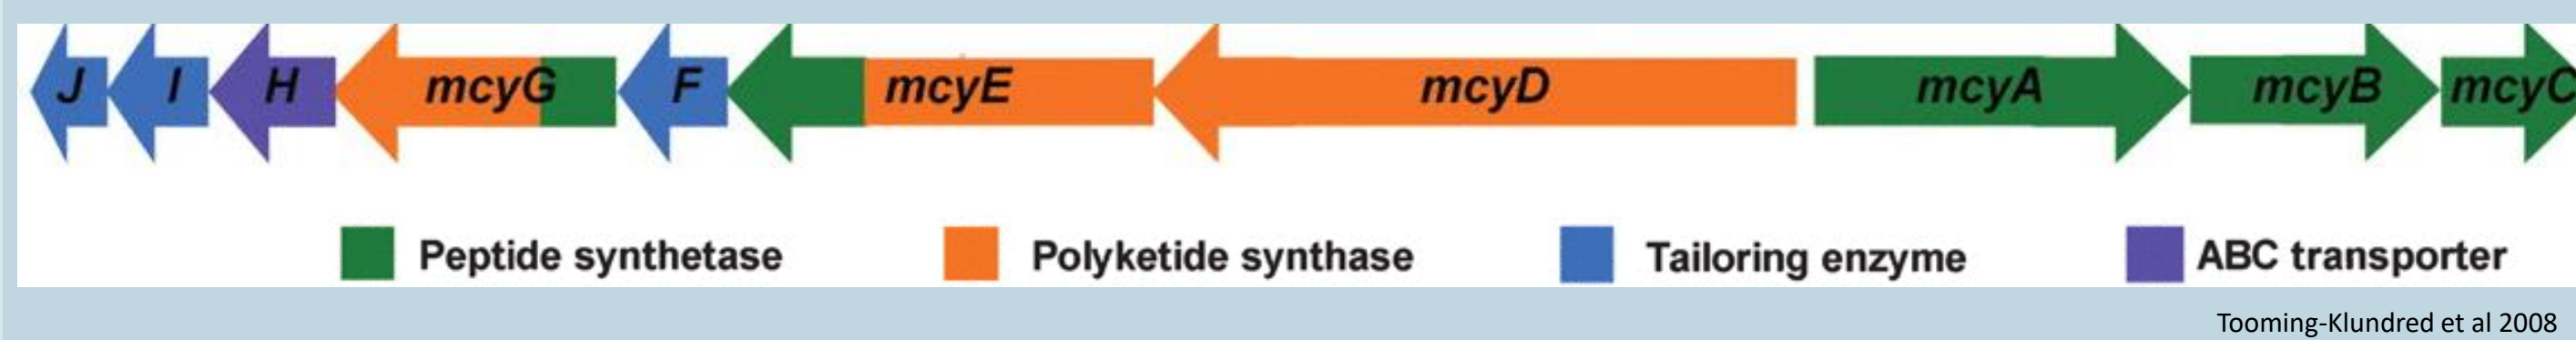 J I H mcyG F mcyE mcyD mcyA mcyB mcyC
Peptide synthetase Polyketide synthase Tailoring enzyme ABC transporter
Tooming-Klundred et al 2008